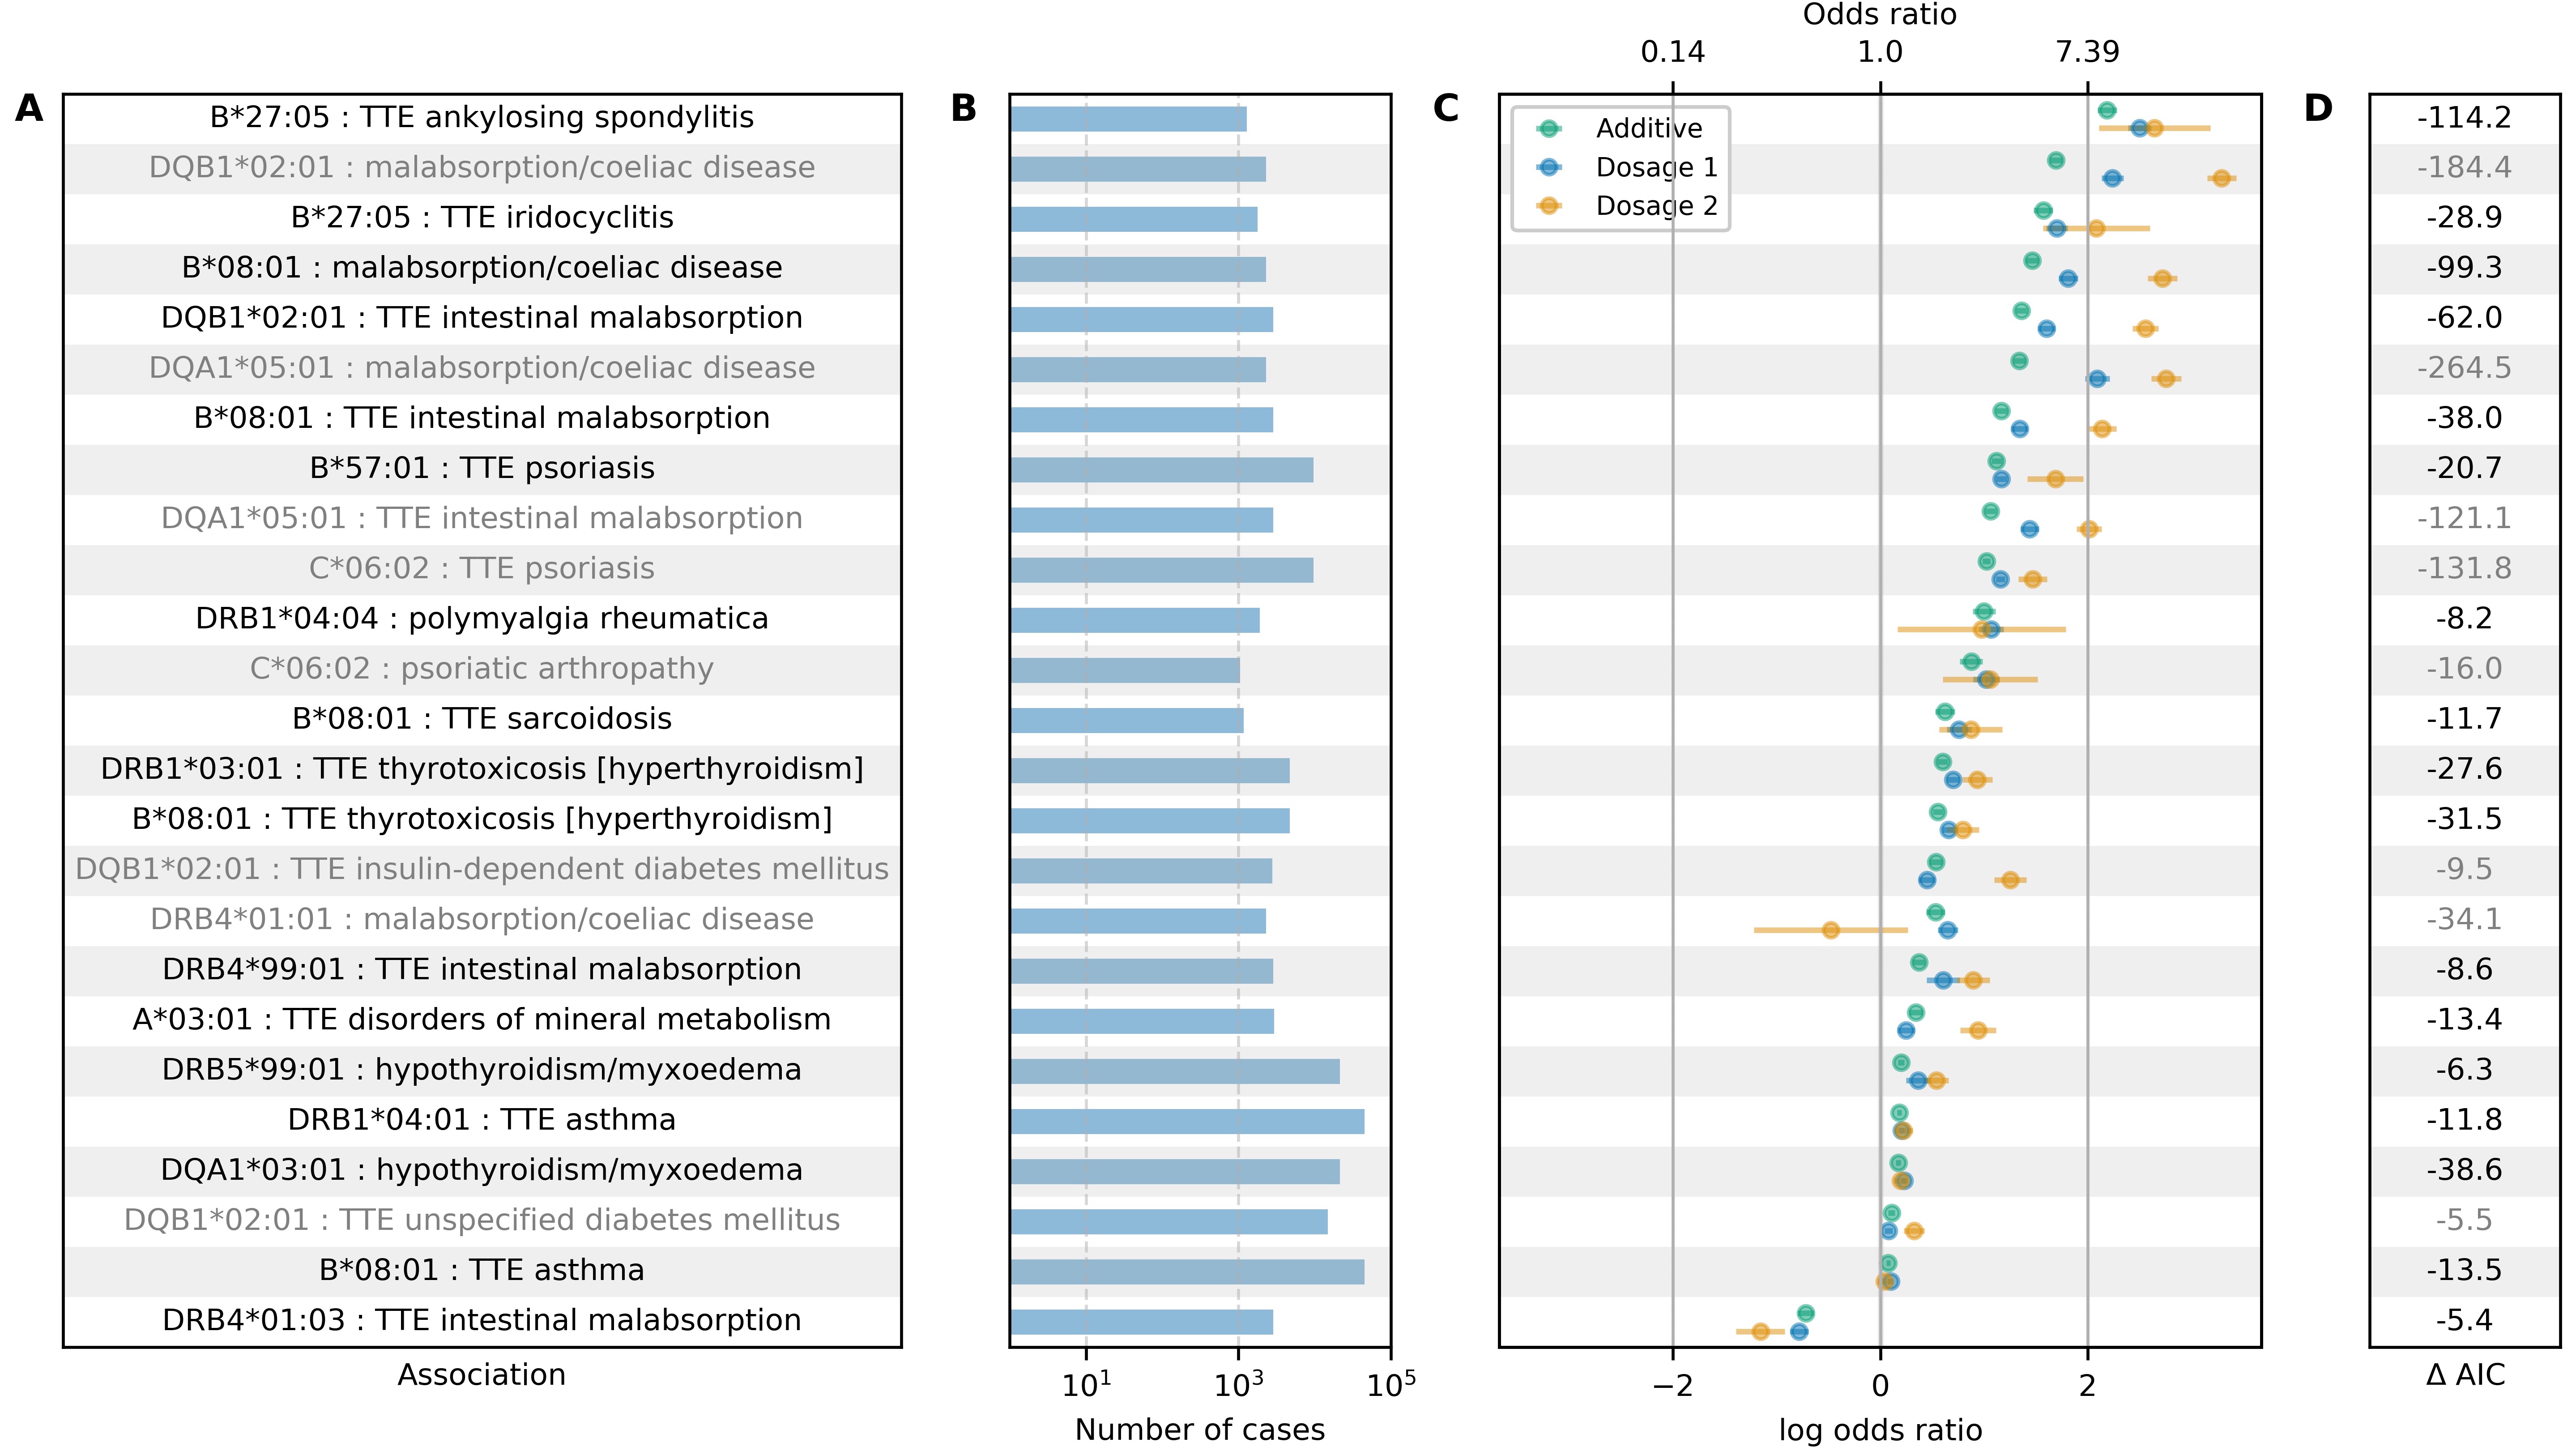 Odds ratio
0.14 1.0 7.39
A B C D
B*27:05 : TTE ankylosing spondylitis
DQB1*02:01 : malabsorption/coeliac disease
B*27:05 : TTE iridocyclitis
B*08:01 : malabsorption/coeliac disease
DQB1*02:01 : TTE intestinal malabsorption
DQA1*05:01 : malabsorption/coeliac disease
B*08:01 : TTE intestinal malabsorption
B*57:01 : TTE psoriasis
DQA1*05:01 : TTE intestinal malabsorption
C*06:02 : TTE psoriasis
DRB1*04:04 : polymyalgia rheumatica
C*06:02 : psoriatic arthropathy
B*08:01 : TTE sarcoidosis
DRB1*03:01 : TTE thyrotoxicosis [hyperthyroidism]
B*08:01 : TTE thyrotoxicosis [hyperthyroidism]
DQB1*02:01 : TTE insulin-dependent diabetes mellitus
DRB4*01:01 : malabsorption/coeliac disease
DRB4*99:01 : TTE intestinal malabsorption
A*03:01 : TTE disorders of mineral metabolism
DRB5*99:01 : hypothyroidism/myxoedema
DRB1*04:01 : TTE asthma
DQA1*03:01 : hypothyroidism/myxoedema
DQB1*02:01 : TTE unspecified diabetes mellitus
B*08:01 : TTE asthma
DRB4*01:03 : TTE intestinal malabsorption
Association
10¹ 10³ 10⁵
Number of cases
Additive
Dosage 1
Dosage 2
−2 0 2
log odds ratio
-114.2
-184.4
-28.9
-99.3
-62.0
-264.5
-38.0
-20.7
-121.1
-131.8
-8.2
-16.0
-11.7
-27.6
-31.5
-9.5
-34.1
-8.6
-13.4
-6.3
-11.8
-38.6
-5.5
-13.5
-5.4
Δ AIC